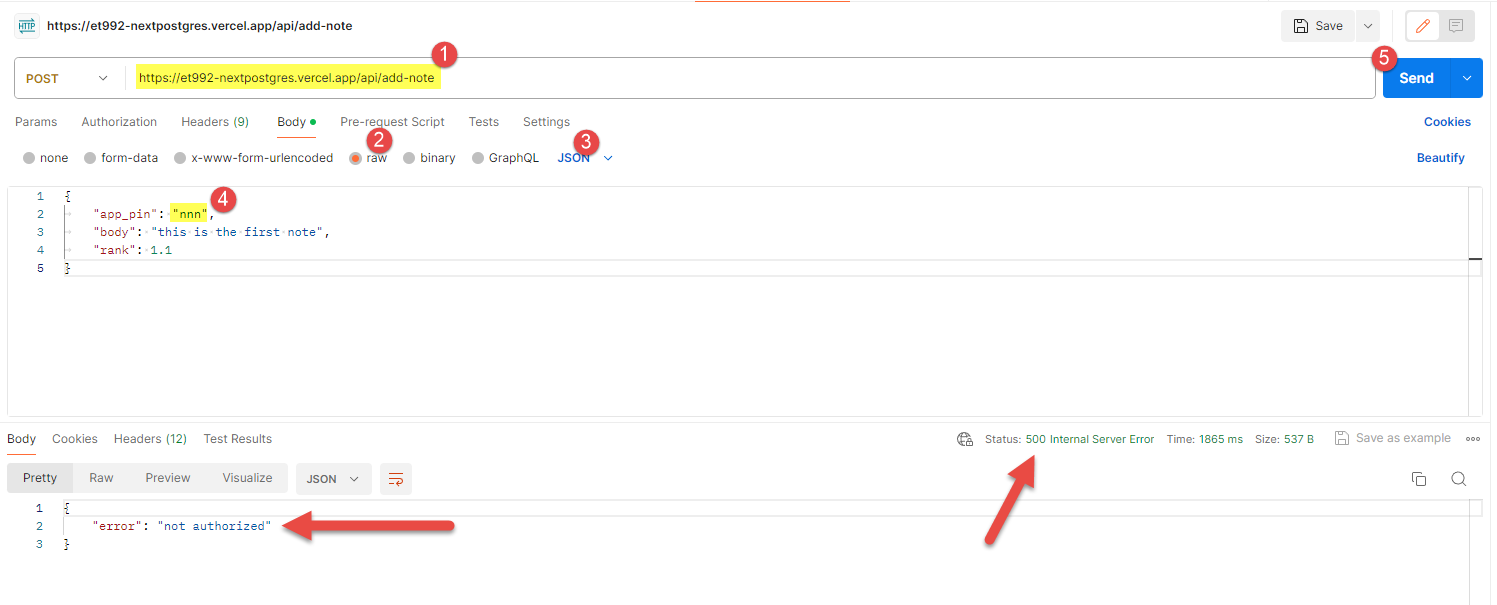 HTTP https://et992-nextpostgres.vercel.app/api/add-note Save
1 5
POST https://et992-nextpostgres.vercel.app/api/add-note Send
Params Authorization Headers (9) Body Pre-request Script Tests Settings Cookies
2 3
none form-data x-www-form-urlencoded raw binary GraphQL JSON Beautify
1 {
4
2 "app_pin": "nnn",
3 "body": "this is the first note",
4 "rank": 1.1
5 }
Body Cookies Headers (12) Test Results Status: 500 Internal Server Error Time: 1865 ms Size: 537 B Save as example
Pretty Raw Preview Visualize JSON
1 {
2 "error": "not authorized"
3 }